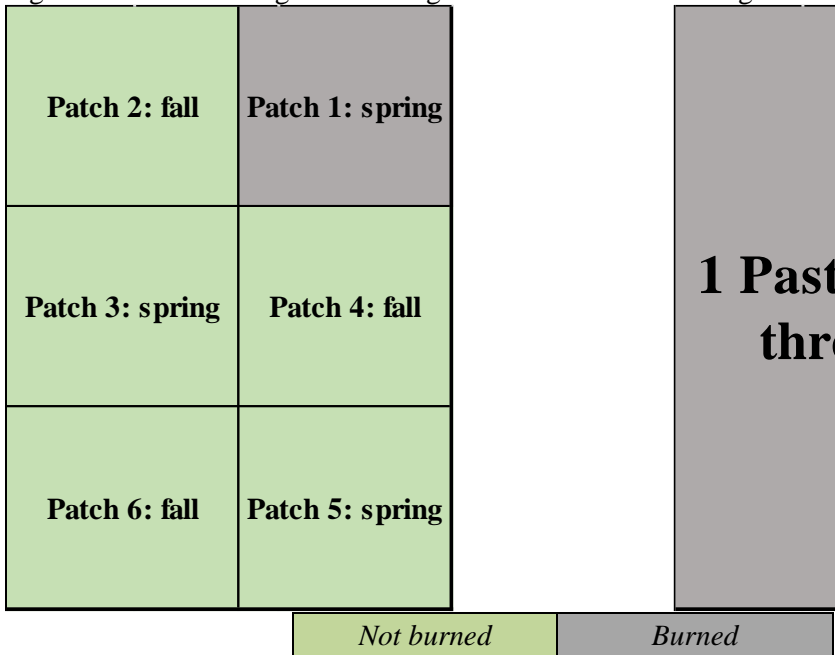 Patch 2: fall Patch 1: spring
Patch 3: spring Patch 4: fall
1 Past
thr
Patch 6: fall Patch 5: spring
Not burned Burned